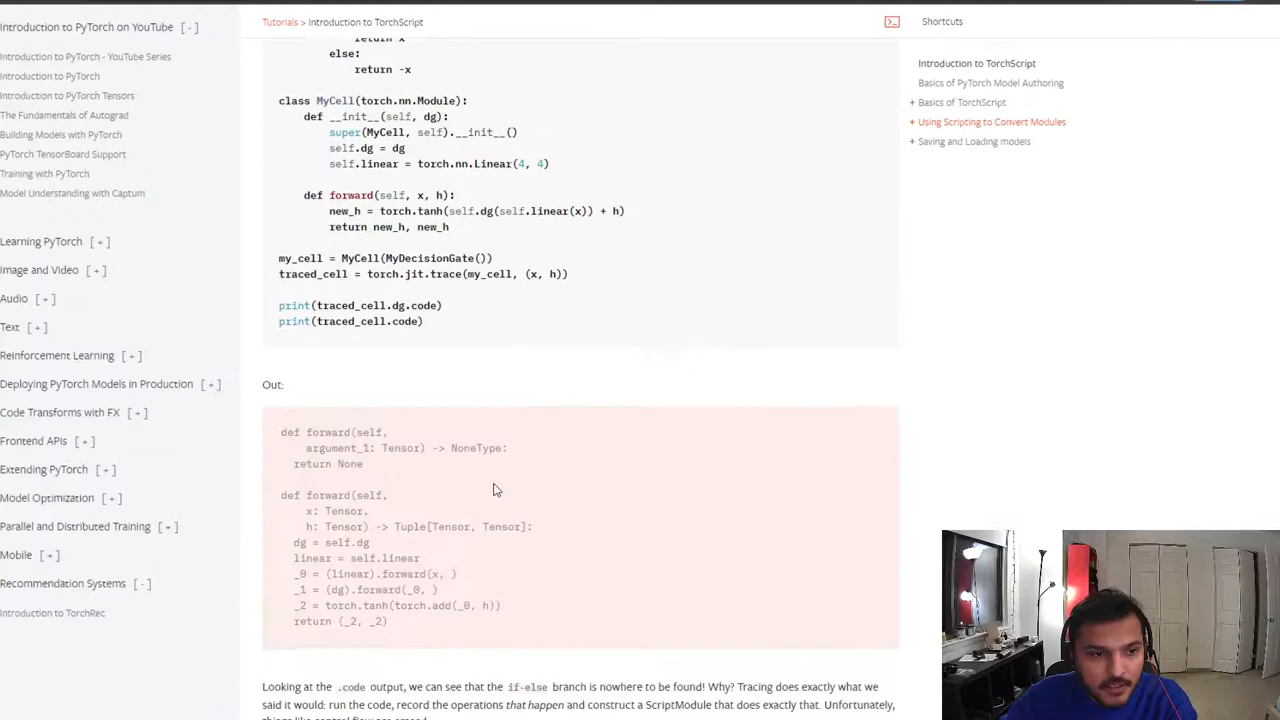 Introduction to PyTorch on YouTube [-]
Introduction to PyTorch - YouTube Series
Introduction to PyTorch
Introduction to PyTorch Tensors
The Fundamentals of Autograd
Building Models with PyTorch
PyTorch TensorBoard Support
Training with PyTorch
Model Understanding with Captum
Learning PyTorch [+]
Image and Video [+]
Audio [+]
Text [+]
Reinforcement Learning [+]
Deploying PyTorch Models in Production [+]
Code Transforms with FX [+]
Frontend APIs [+]
Extending PyTorch [+]
Model Optimization [+]
Parallel and Distributed Training [+]
Mobile [+]
Recommendation Systems [-]
Introduction to TorchRec
Tutorials > Introduction to TorchScript
return x
else:
return -x
class MyCell(torch.nn.Module):
def __init__(self, dg):
super(MyCell, self).__init__()
self.dg = dg
self.linear = torch.nn.Linear(4, 4)
def forward(self, x, h):
new_h = torch.tanh(self.dg(self.linear(x)) + h)
return new_h, new_h
my_cell = MyCell(MyDecisionGate())
traced_cell = torch.jit.trace(my_cell, (x, h))
print(traced_cell.dg.code)
print(traced_cell.code)
Out:
def forward(self,
argument_1: Tensor) -> NoneType:
return None
def forward(self,
x: Tensor,
h: Tensor) -> Tuple[Tensor, Tensor]:
dg = self.dg
linear = self.linear
_0 = (linear).forward(x, )
_1 = (dg).forward(_0, )
_2 = torch.tanh(torch.add(_0, h))
return (_2, _2)
Looking at the .code output, we can see that the if-else branch is nowhere to be found! Why? Tracing does exactly what we
said it would: run the code, record the operations that happen and construct a ScriptModule that does exactly that. Unfortunately,
things like control flow are erased
Shortcuts
Introduction to TorchScript
Basics of PyTorch Model Authoring
+ Basics of TorchScript
+ Using Scripting to Convert Modules
+ Saving and Loading models